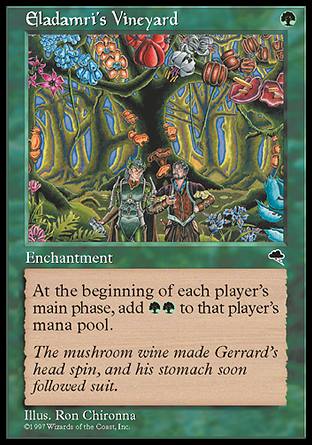 Eladamri's Vineyard
Enchantment
At the beginning of each player's
main phase, add to that player's
mana pool.
The mushroom wine made Gerrard's
head spin, and his stomach soon
followed suit.
Illus. Ron Chironna
©1997 Wizards of the Coast, Inc.